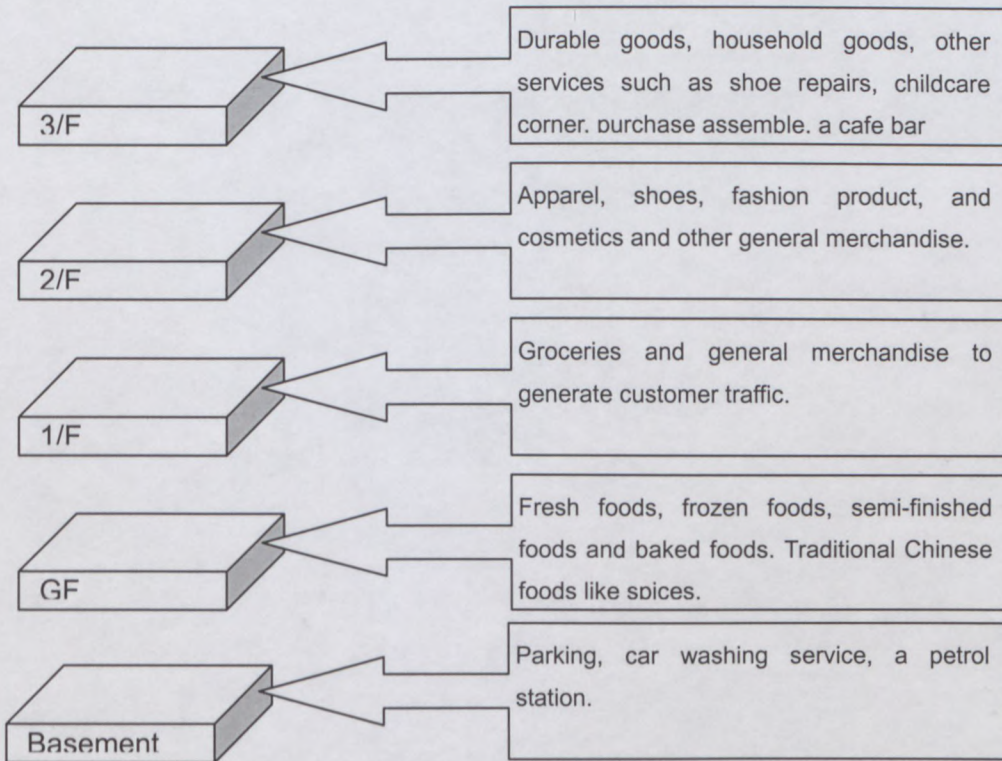 Durable goods, household goods, other
services such as shoe repairs, childcare
corner, purchase assemble, a cafe bar
3/F
Apparel, shoes, fashion product, and
cosmetics and other general merchandise.
2/F
Groceries and general merchandise to
generate customer traffic.
1/F
Fresh foods, frozen foods, semi-finished
foods and baked foods. Traditional Chinese
foods like spices.
GF
Parking, car washing service, a petrol
station.
Basement